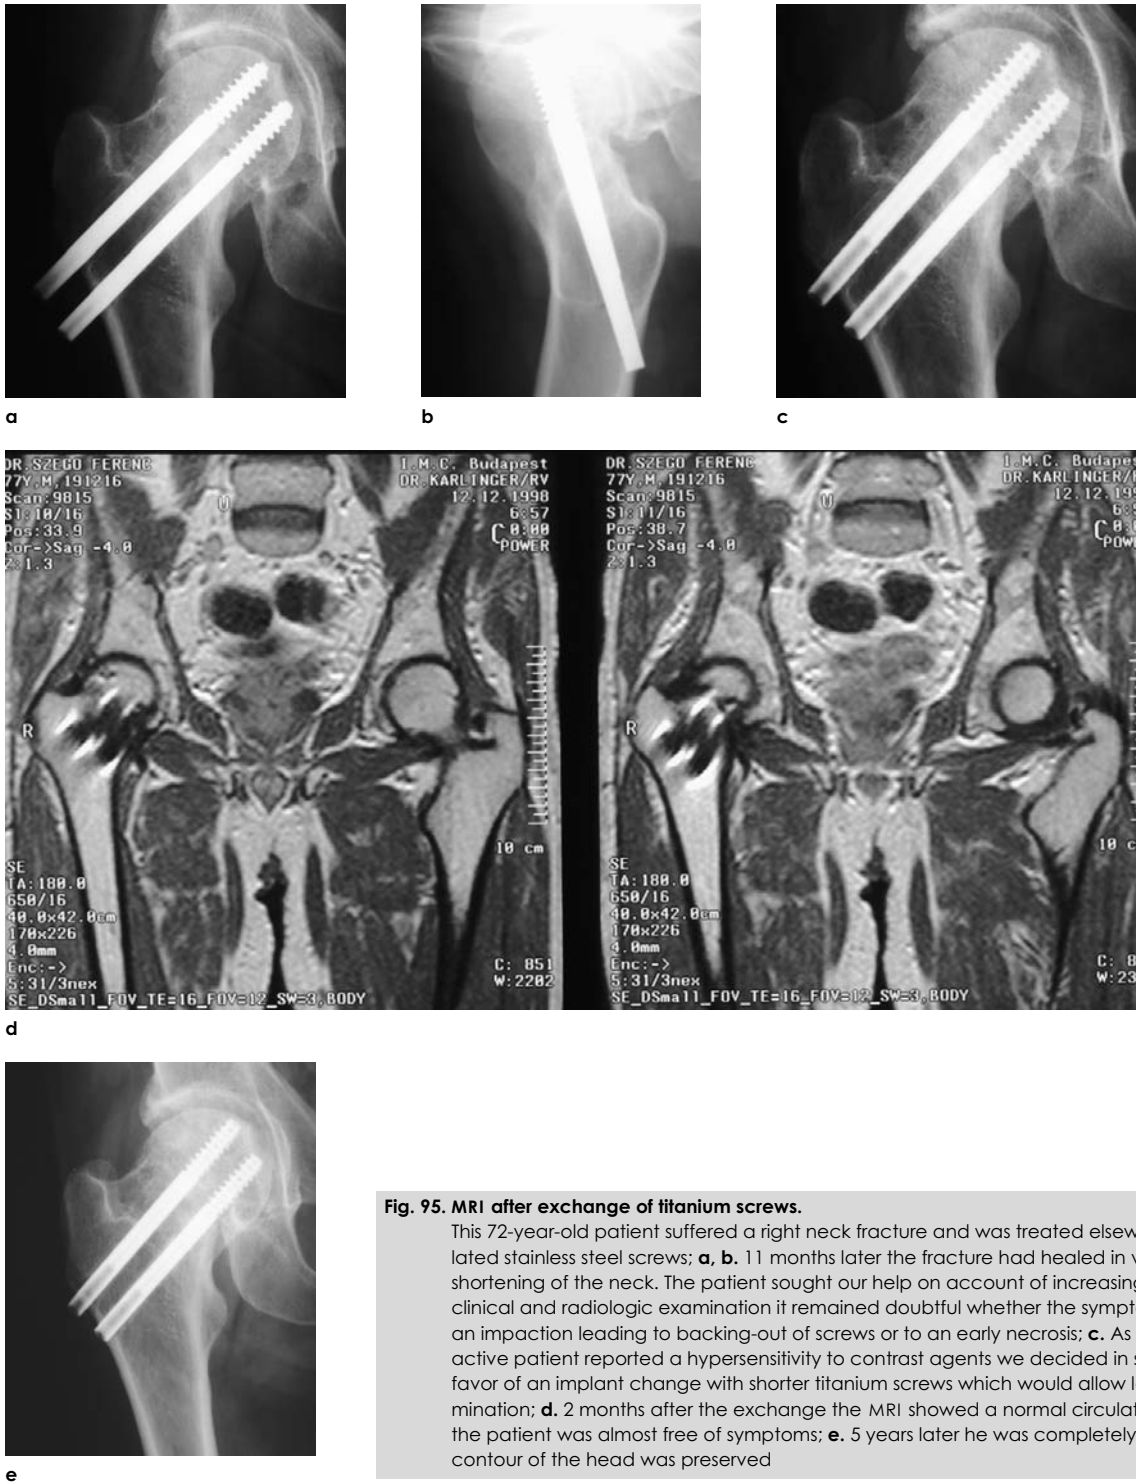 a
b
c
DR.SZEGO FERENC
77Y,M,191216
Scan:9815
Sl:10/16
Pos:33.9
Cor->Sag -4.0
Z:1.3
I.M.C. Budapest
DR.KARLINGER/RV
12.12.1998
6:57
C 0:00
POWER
R
10 cm
SE
TA:180.0
650/16
40.0x42.0cm
170x226
4.0mm
Enc:->
5:31/3nex
SE_DSmall_FOV_TE=16_FOV=12_SW=3,BODY
C: 851
W:2202
DR.SZEGO FERENC
77Y,M,191216
Scan:9815
Sl:11/16
Pos:38.7
Cor->Sag -4.0
Z:1.3
I.M.C. Budapes
DR.KARLINGER/
12.12.199
R
10 c
SE
TA:180.0
650/16
40.0x42.0cm
170x226
4.0mm
Enc:->
5:31/3nex
SE_DSmall_FOV_TE=16_FOV=12_SW=3,BODY
C: 8
W:23
d
e
Fig. 95. MRI after exchange of titanium screws.
This 72-year-old patient suffered a right neck fracture and was treated elsew
lated stainless steel screws; a, b. 11 months later the fracture had healed in v
shortening of the neck. The patient sought our help on account of increasing
clinical and radiologic examination it remained doubtful whether the sympt
an impaction leading to backing-out of screws or to an early necrosis; c. As
active patient reported a hypersensitivity to contrast agents we decided in s
favor of an implant change with shorter titanium screws which would allow l
mination; d. 2 months after the exchange the MRI showed a normal circulat
the patient was almost free of symptoms; e. 5 years later he was completely
contour of the head was preserved